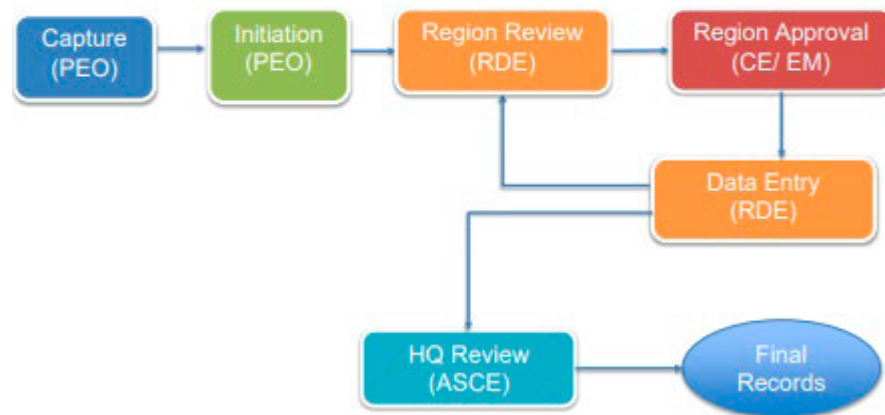 Capture
(PEO)
Initiation
(PEO)
Region Review
(RDE)
Region Approval
(CE/ EM)
Data Entry
(RDE)
HQ Review
(ASCE)
Final
Records